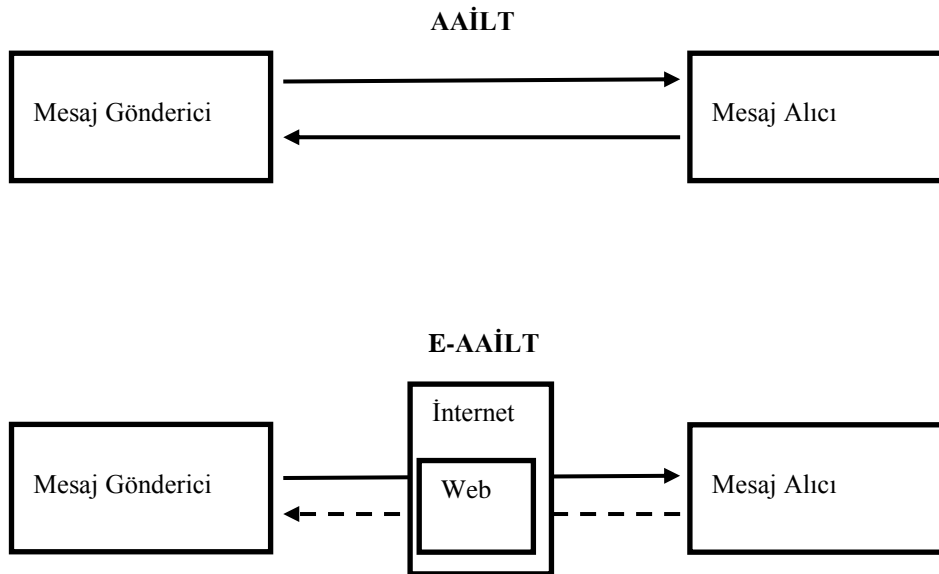 AAİLT
Mesaj Gönderici
Mesaj Alıcı
E-AAİLT
İnternet
Mesaj Gönderici
Web
Mesaj Alıcı